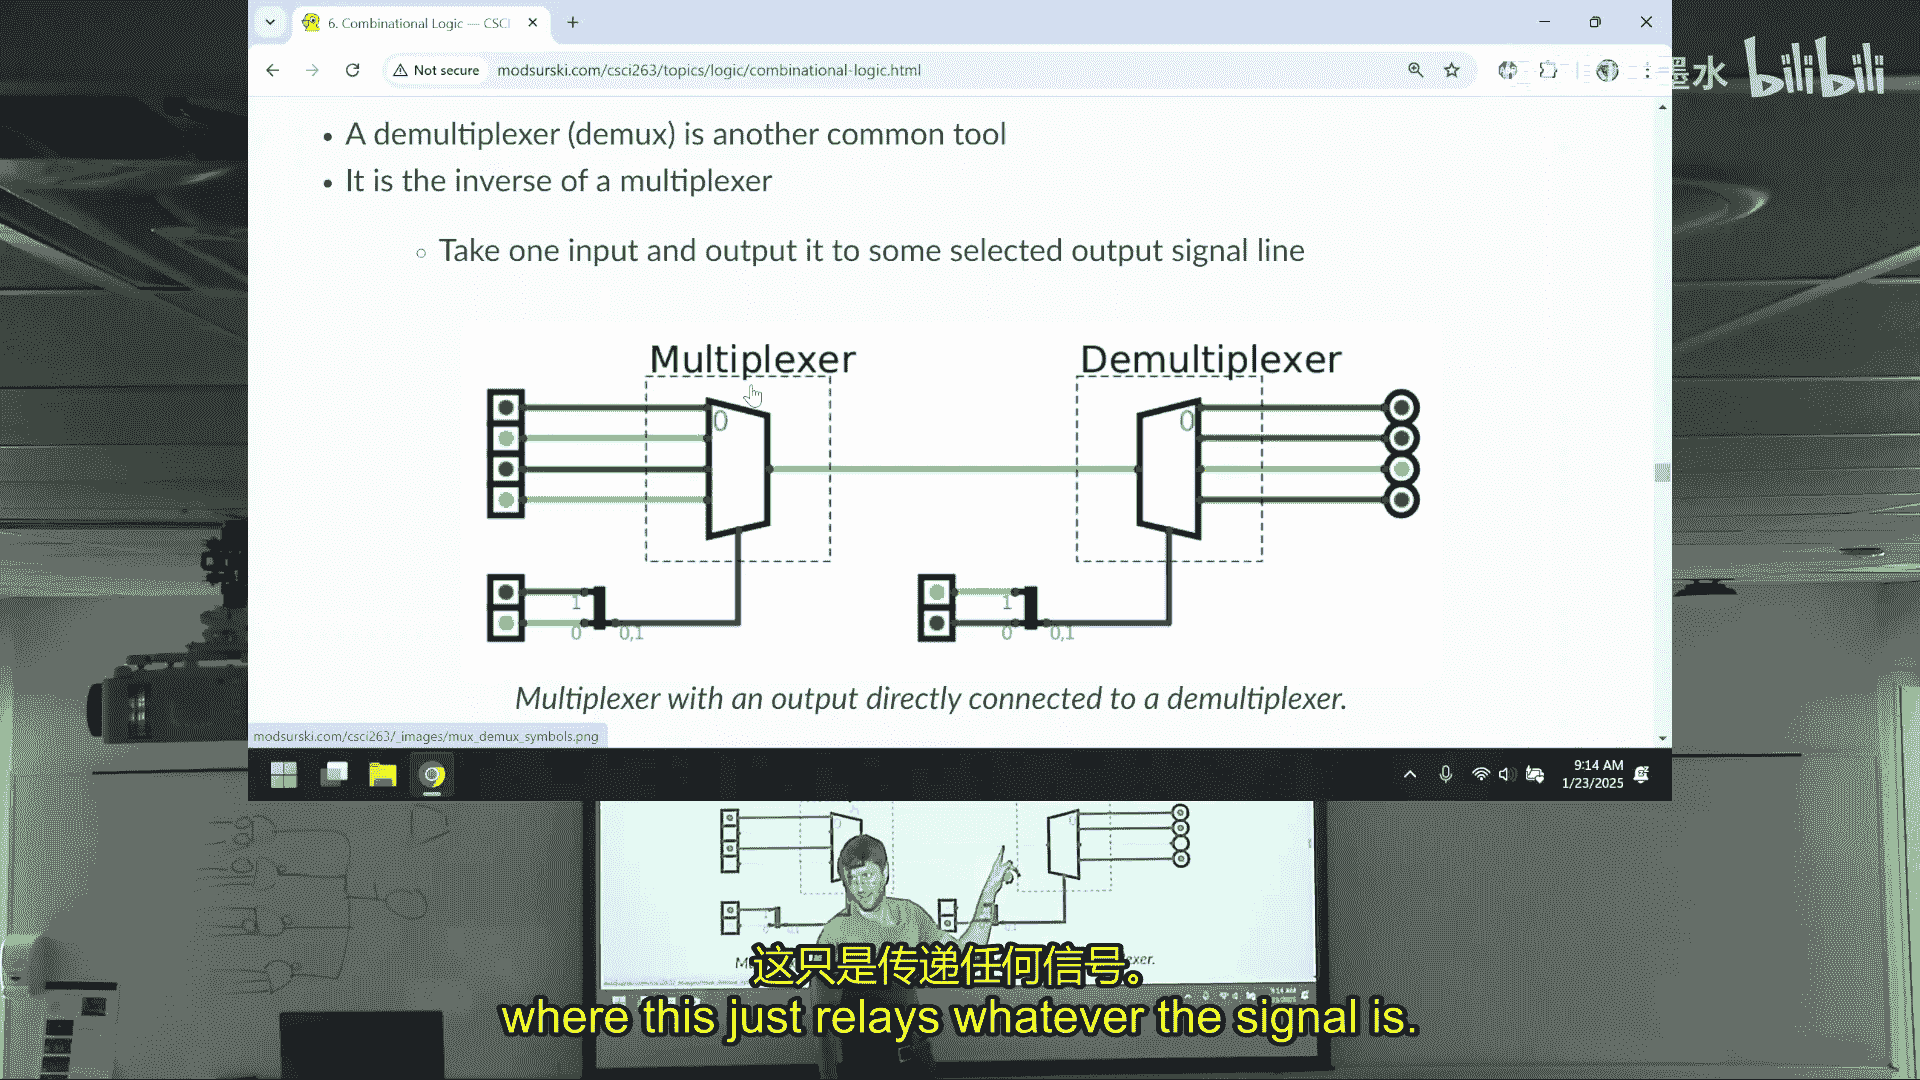 6. Combinational Logic — CSCI
Not secure
modsurski.com/csci263/topics/logic/combinational-logic.html
墨水
bilibili
A demultiplexer (demux) is another common tool
It is the inverse of a multiplexer
Take one input and output it to some selected output signal line
Multiplexer
Demultiplexer
0
0
1
0
0,1
1
0
0,1
Multiplexer with an output directly connected to a demultiplexer.
modsurski.com/csci263/_images/mux_demux_symbols.png
9:14 AM
1/23/2025
这只是传递任何信号。
where this just relays whatever the signal is.